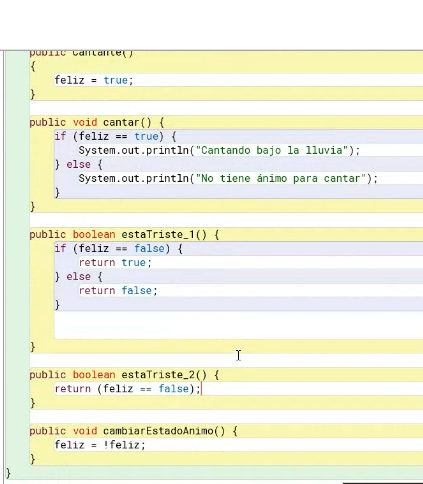 public Cantante()
{
feliz = true;
}
public void cantar() {
if (feliz == true) {
System.out.println("Cantando bajo la lluvia");
} else {
System.out.println("No tiene ánimo para cantar");
}
}
public boolean estaTriste_1() {
if (feliz == false) {
return true;
} else {
return false;
}
}
public boolean estaTriste_2() {
return (feliz == false);
}
public void cambiarEstadoAnimo() {
feliz = !feliz;
}
}